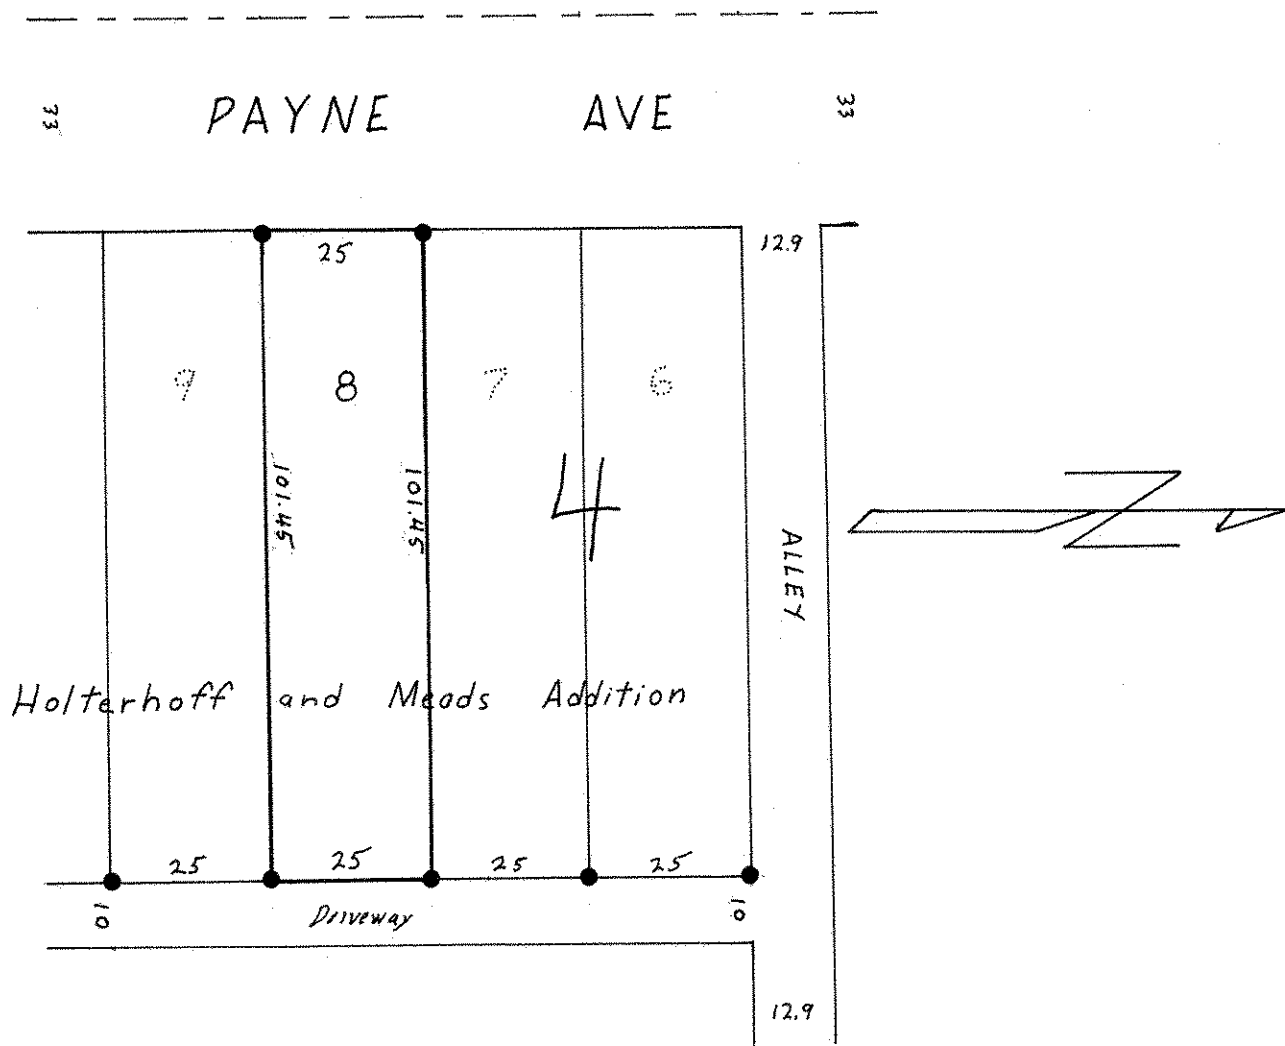 33 PAYNE AVE 33
25 12.9
9 8 7 6
101.45 101.45 4
ALLEY
Z
Holterhoff and Meads Addition
25 25 25 25
10 Driveway 10
12.9